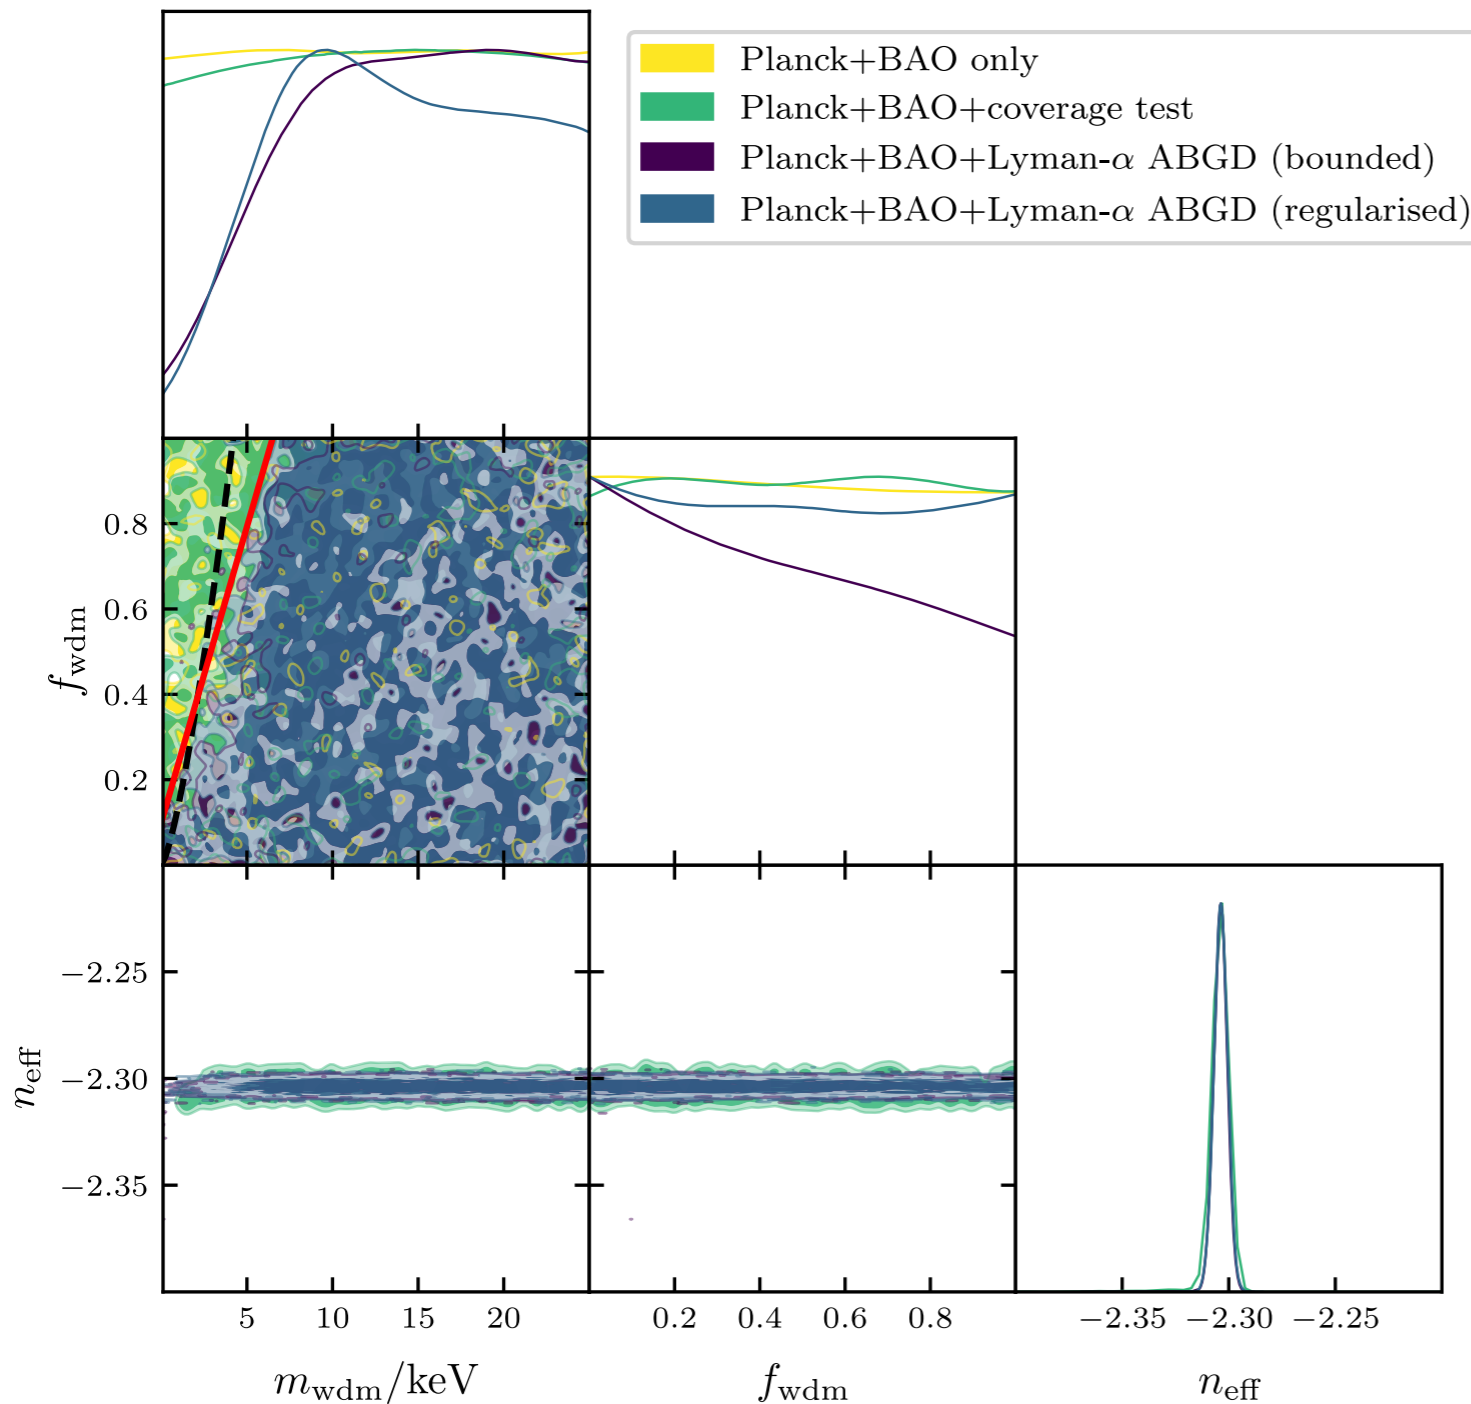 Planck+BAO only
Planck+BAO+coverage test
Planck+BAO+Lyman-α ABGD (bounded)
Planck+BAO+Lyman-α ABGD (regularised)
0.8
0.6
0.4
0.2
f_wdm
−2.25
−2.30
−2.35
n_eff
5 10 15 20
0.2 0.4 0.6 0.8
−2.35 −2.30 −2.25
m_wdm/keV
f_wdm
n_eff